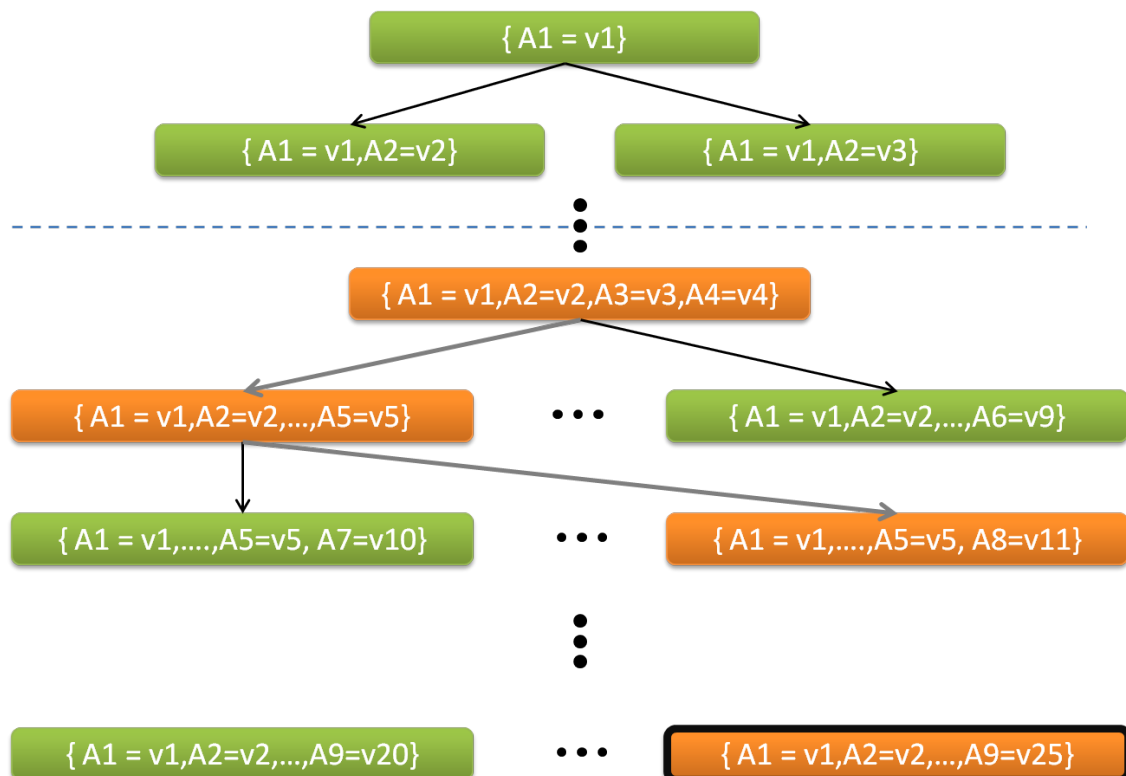 { A1 = v1}
{ A1 = v1,A2=v2}
{ A1 = v1,A2=v3}
{ A1 = v1,A2=v2,A3=v3,A4=v4}
{ A1 = v1,A2=v2,...,A5=v5}
...
{ A1 = v1,A2=v2,...,A6=v9}
{ A1 = v1,....,A5=v5, A7=v10}
...
{ A1 = v1,....,A5=v5, A8=v11}
{ A1 = v1,A2=v2,...,A9=v20}
...
{ A1 = v1,A2=v2,...,A9=v25}